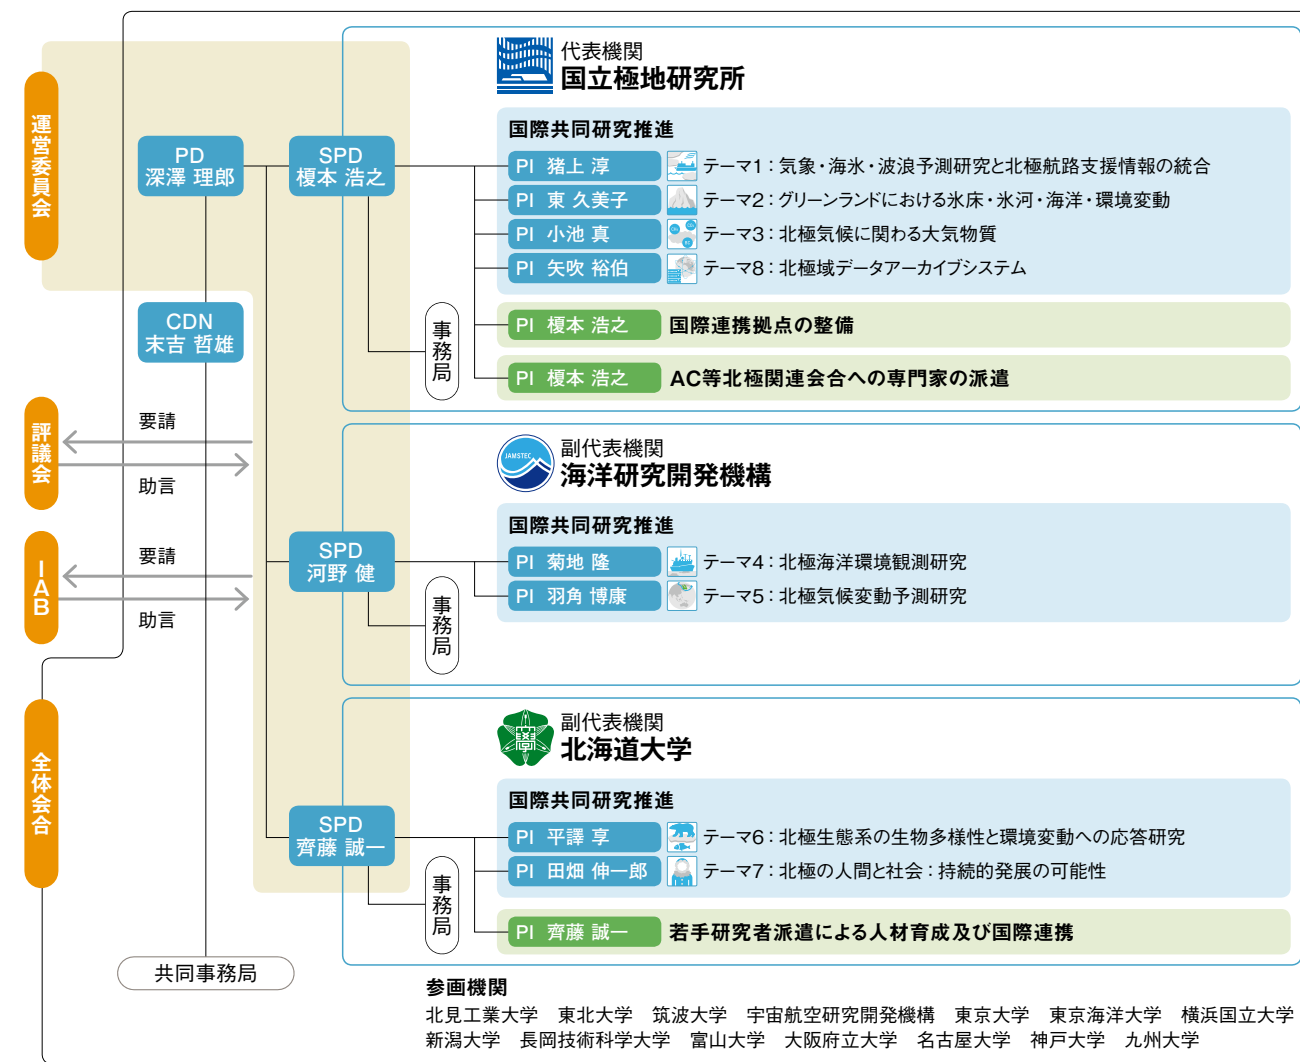 代表機関
国立極地研究所
国際共同研究推進
運営委員会
PD
深澤 理郎
SPD
榎本 浩之
PI 猪上 淳
テーマ1：気象・海氷・波浪予測研究と北極航路支援情報の統合
PI 東 久美子
テーマ2：グリーンランドにおける氷床・氷河・海洋・環境変動
PI 小池 真
テーマ3：北極気候に関わる大気物質
PI 矢吹 裕伯
テーマ8：北極域データアーカイブシステム
CDN
末吉 哲雄
事務局
PI 榎本 浩之
国際連携拠点の整備
PI 榎本 浩之
AC等北極関連会合への専門家の派遣
評議会
要請
助言
JAMSTEC
副代表機関
海洋研究開発機構
国際共同研究推進
IAB
要請
助言
SPD
河野 健
PI 菊地 隆
テーマ4：北極海洋環境観測研究
PI 羽角 博康
テーマ5：北極気候変動予測研究
事務局
全体会合
副代表機関
北海道大学
国際共同研究推進
SPD
齊藤 誠一
PI 平譯 享
テーマ6：北極生態系の生物多様性と環境変動への応答研究
PI 田畑 伸一郎
テーマ7：北極の人間と社会：持続的発展の可能性
事務局
PI 齊藤 誠一
若手研究者派遣による人材育成及び国際連携
共同事務局
参画機関
北見工業大学 東北大学 筑波大学 宇宙航空研究開発機構 東京大学 東京海洋大学 横浜国立大学
新潟大学 長岡技術科学大学 富山大学 大阪府立大学 名古屋大学 神戸大学 九州大学